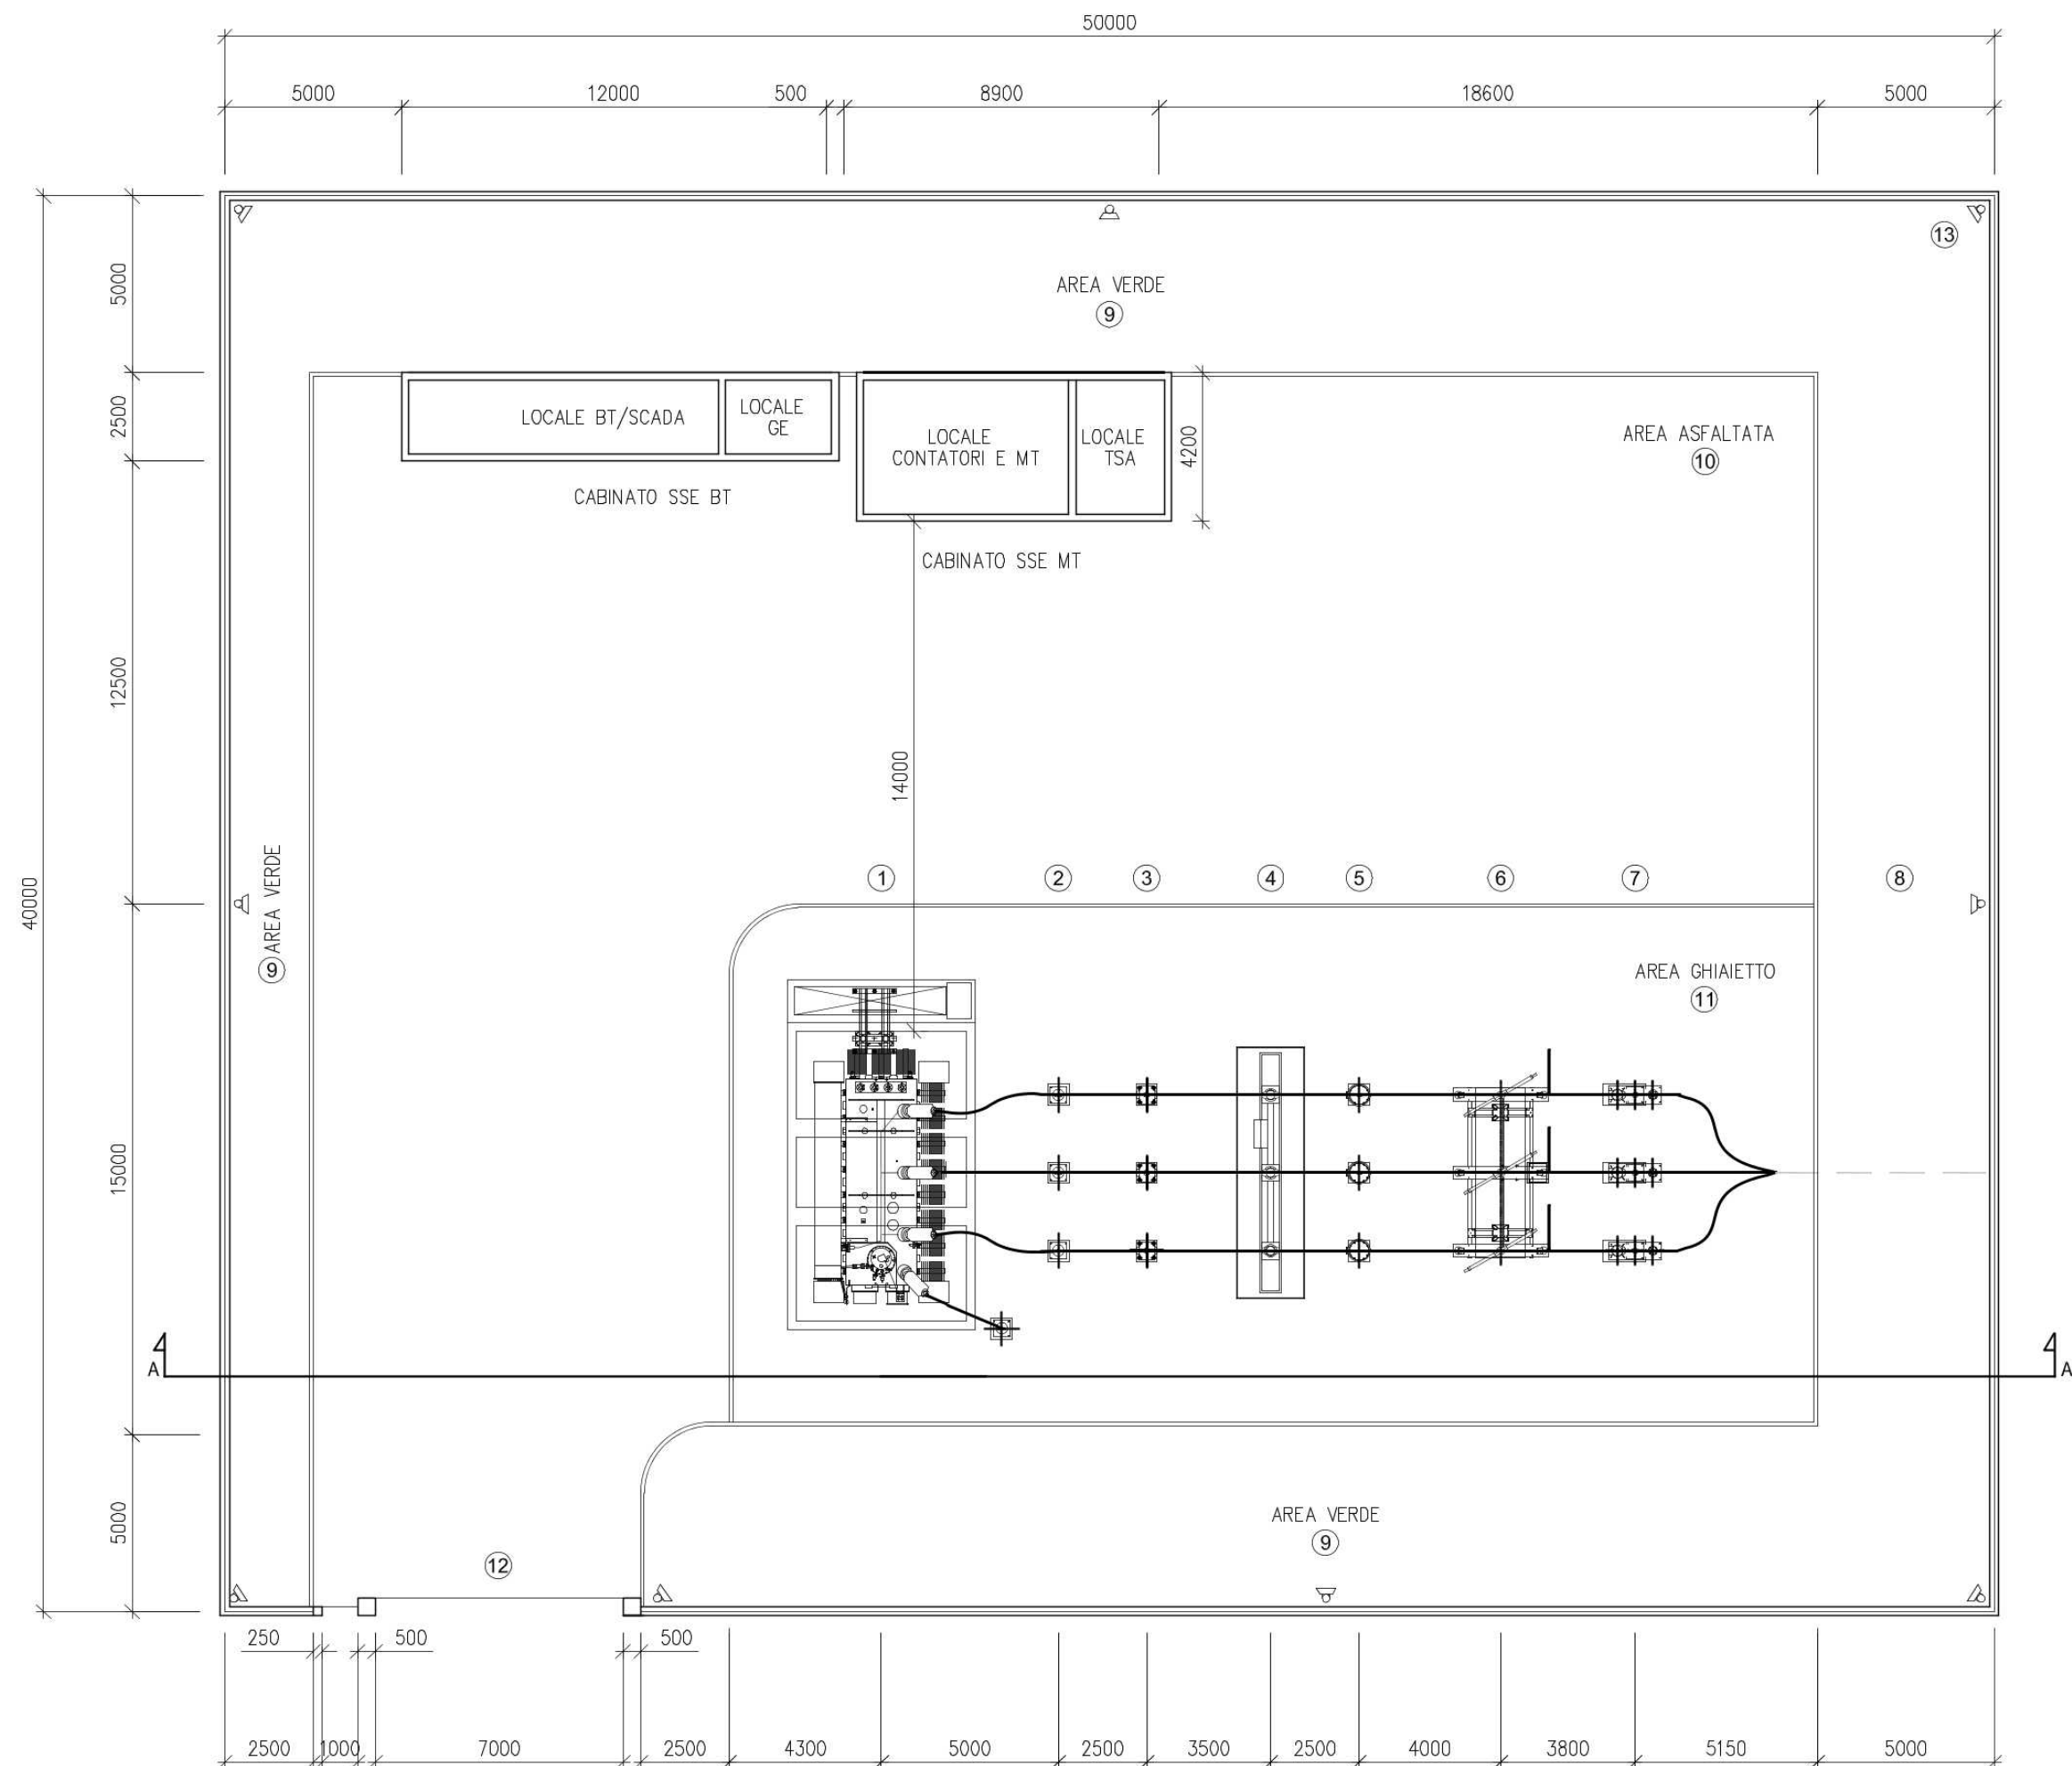 50000
5000 12000 500 8900 18600 5000
13
5000
AREA VERDE
9
2500
LOCALE BT/SCADA
LOCALE
GE
LOCALE
CONTATORI E MT
LOCALE
TSA
4200
AREA ASFALTATA
10
CABINATO SSE BT
CABINATO SSE MT
12500
14000
40000
AREA VERDE
9
1 2 3 4 5 6 7 8
AREA GHIAIETTO
11
15000
A
A
5000
AREA VERDE
9
12
250 500 500
2500 1000 7000 2500 4300 5000 2500 3500 2500 4000 3800 5150 5000